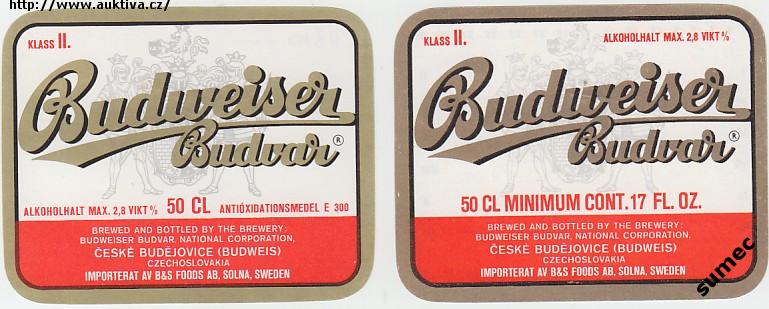 http://www.auktiva.cz/
KLASS II.
Budweiser
Budvar ®
ALKOHOLHALT MAX. 2,8 VIKT % 50 CL ANTIÓXIDATIONSMEDEL E 300
BREWED AND BOTTLED BY THE BREWERY:
BUDWEISER BUDVAR, NATIONAL CORPORATION,
ČESKÉ BUDĚJOVICE (BUDWEIS)
CZECHOSLOVAKIA
IMPORTERAT AV B&S FOODS AB, SOLNA, SWEDEN
KLASS II. ALKOHOLHALT MAX. 2,8 VIKT %
Budweiser
Budvar ®
50 CL MINIMUM CONT. 17 FL. OZ.
BREWED AND BOTTLED BY THE BREWERY:
BUDWEISER BUDVAR, NATIONAL CORPORATION,
ČESKÉ BUDĚJOVICE (BUDWEIS)
CZECHOSLOVAKIA
IMPORTERAT AV B&S FOODS AB, SOLNA, SWEDEN
sumec